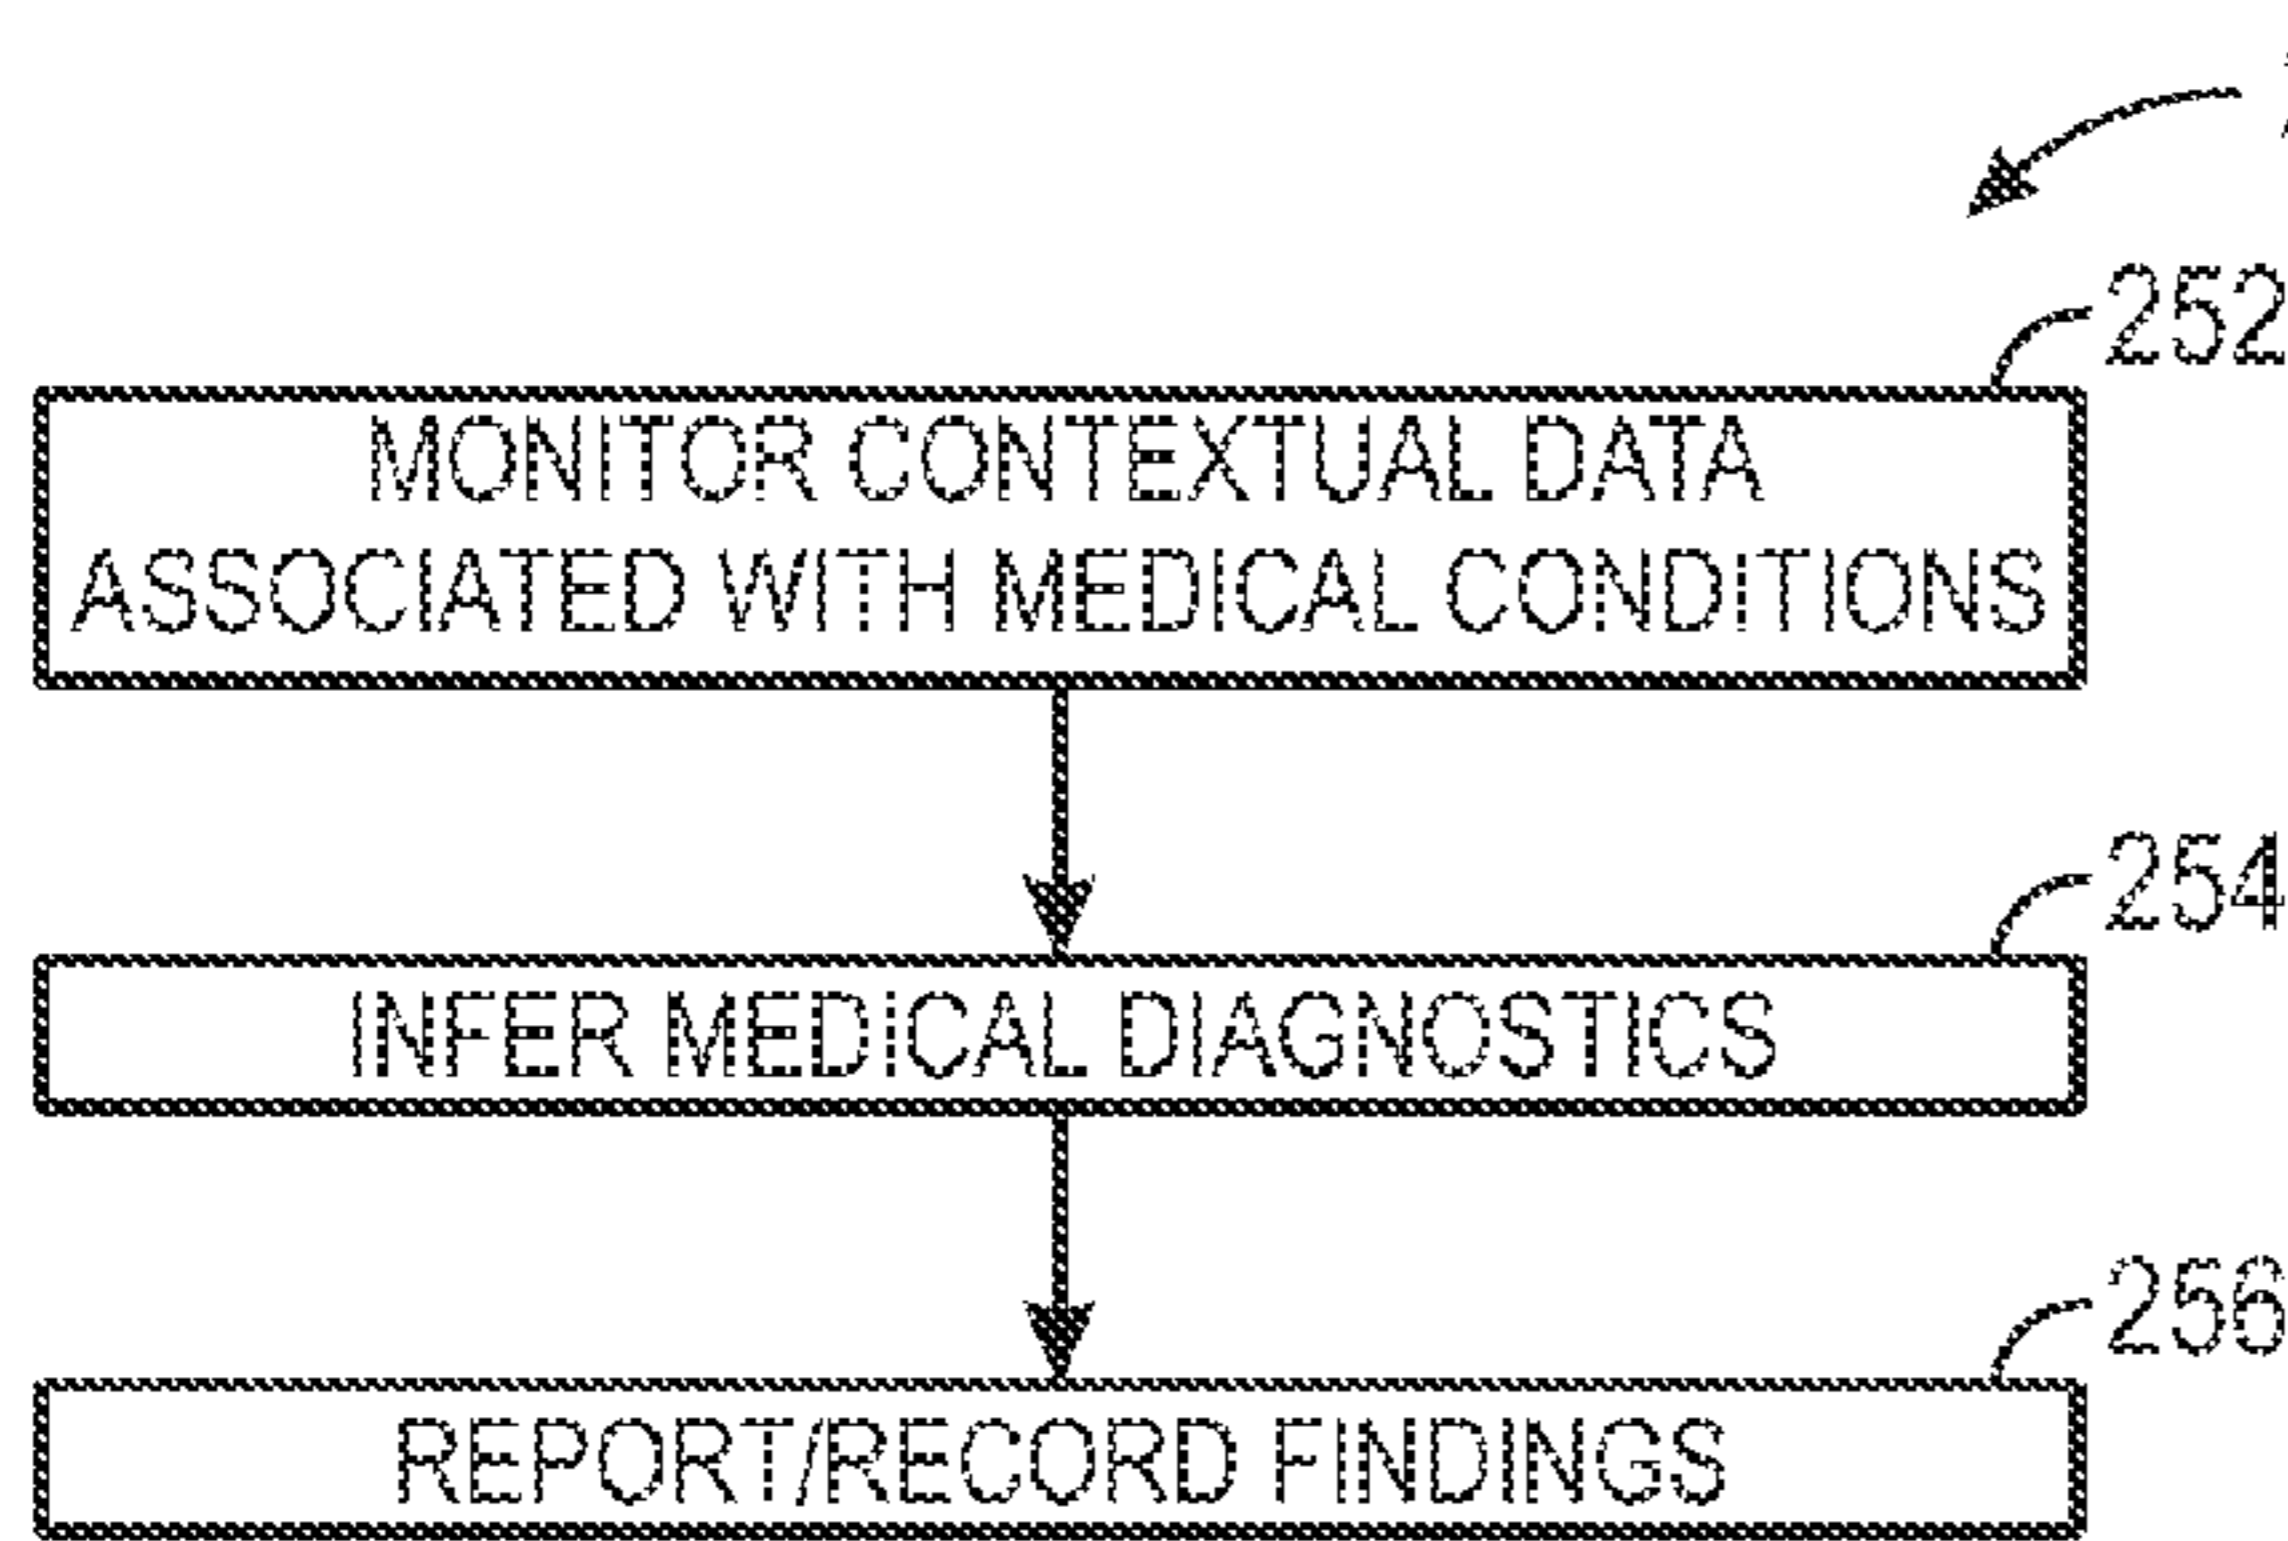 252
MONITOR CONTEXTUAL DATA
ASSOCIATED WITH MEDICAL CONDITIONS
254
INFER MEDICAL DIAGNOSTICS
256
REPORT/RECORD FINDINGS